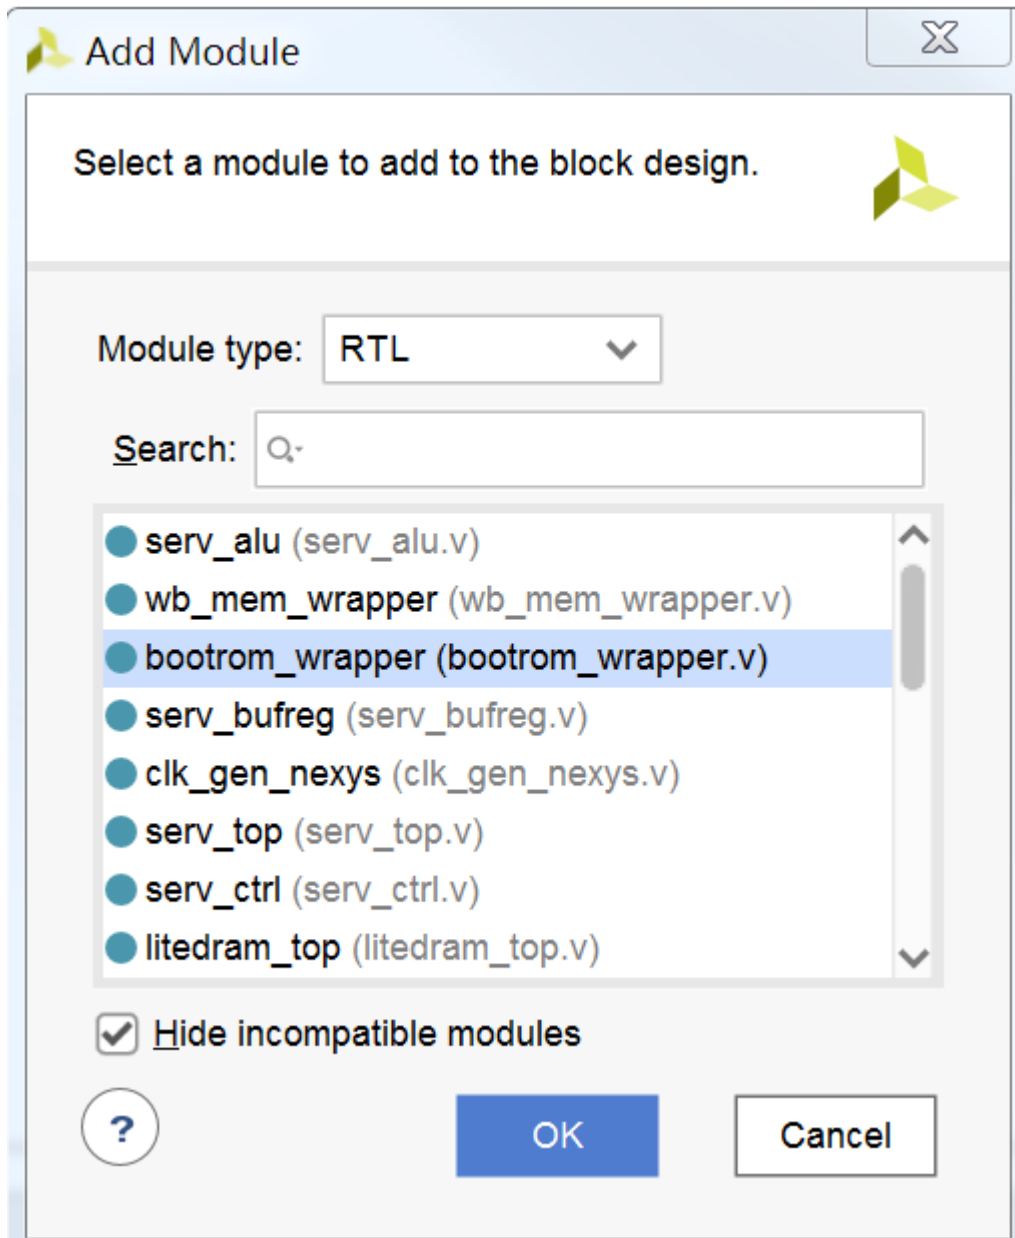 Add Module
Select a module to add to the block design.
Module type: RTL
Search:
serv_alu (serv_alu.v)
wb_mem_wrapper (wb_mem_wrapper.v)
bootrom_wrapper (bootrom_wrapper.v)
serv_bufreg (serv_bufreg.v)
clk_gen_nexys (clk_gen_nexys.v)
serv_top (serv_top.v)
serv_ctrl (serv_ctrl.v)
litedram_top (litedram_top.v)
Hide incompatible modules
? OK Cancel